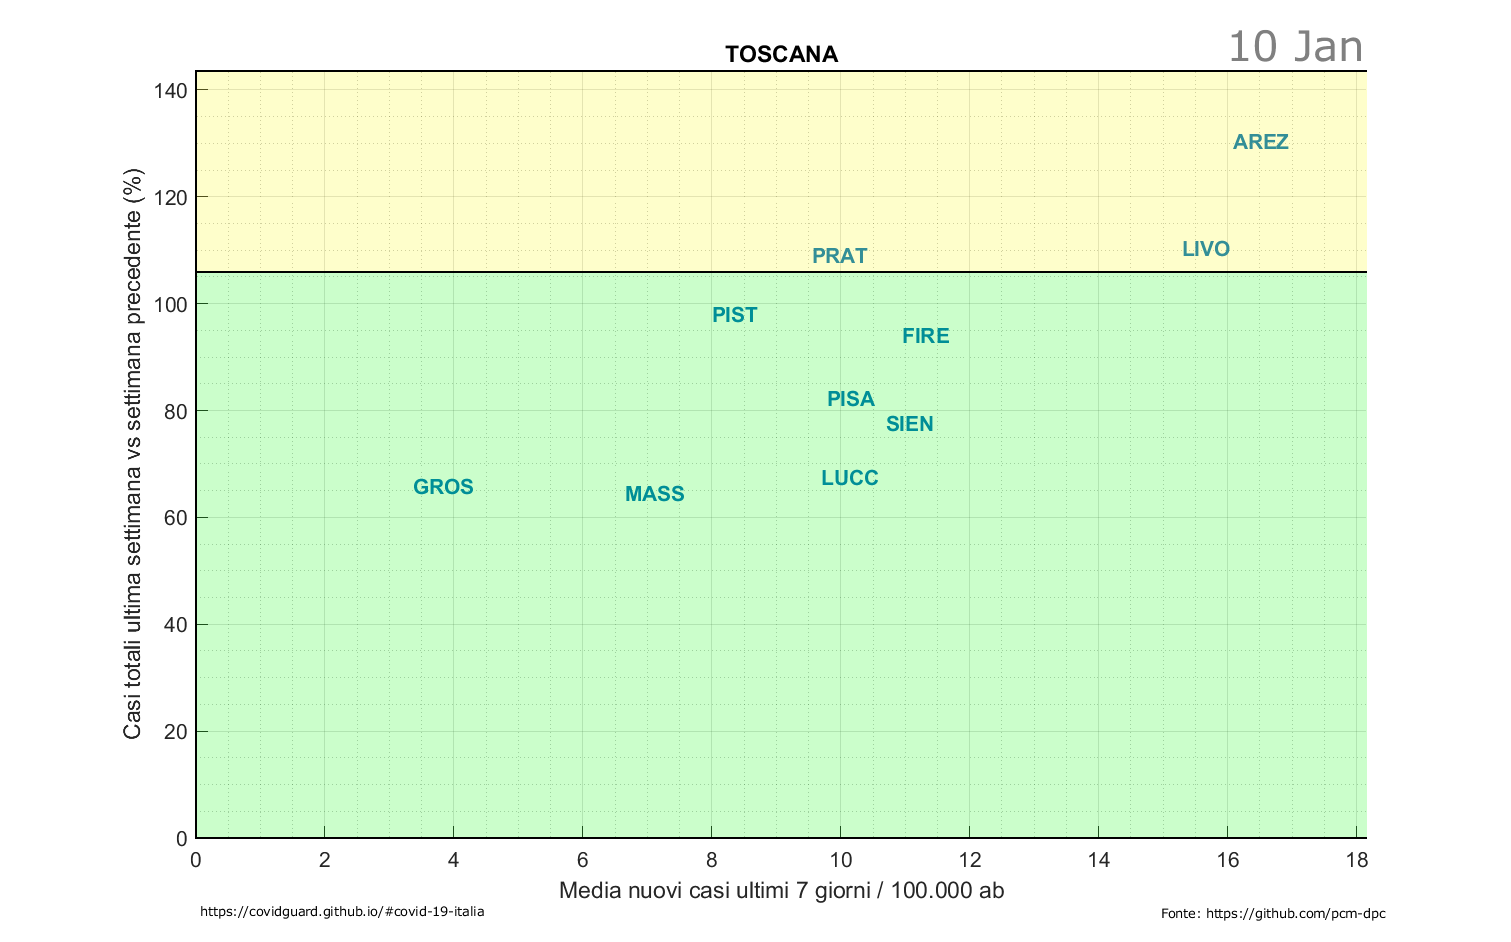 TOSCANA
10 Jan
Casi totali ultima settimana vs settimana precedente (%)
140
120
100
80
60
40
20
0
AREZ
LIVO
PRAT
PIST
FIRE
PISA
SIEN
LUCC
GROS
MASS
0 2 4 6 8 10 12 14 16 18
Media nuovi casi ultimi 7 giorni / 100.000 ab
https://covidguard.github.io/#covid-19-italia
Fonte: https://github.com/pcm-dpc